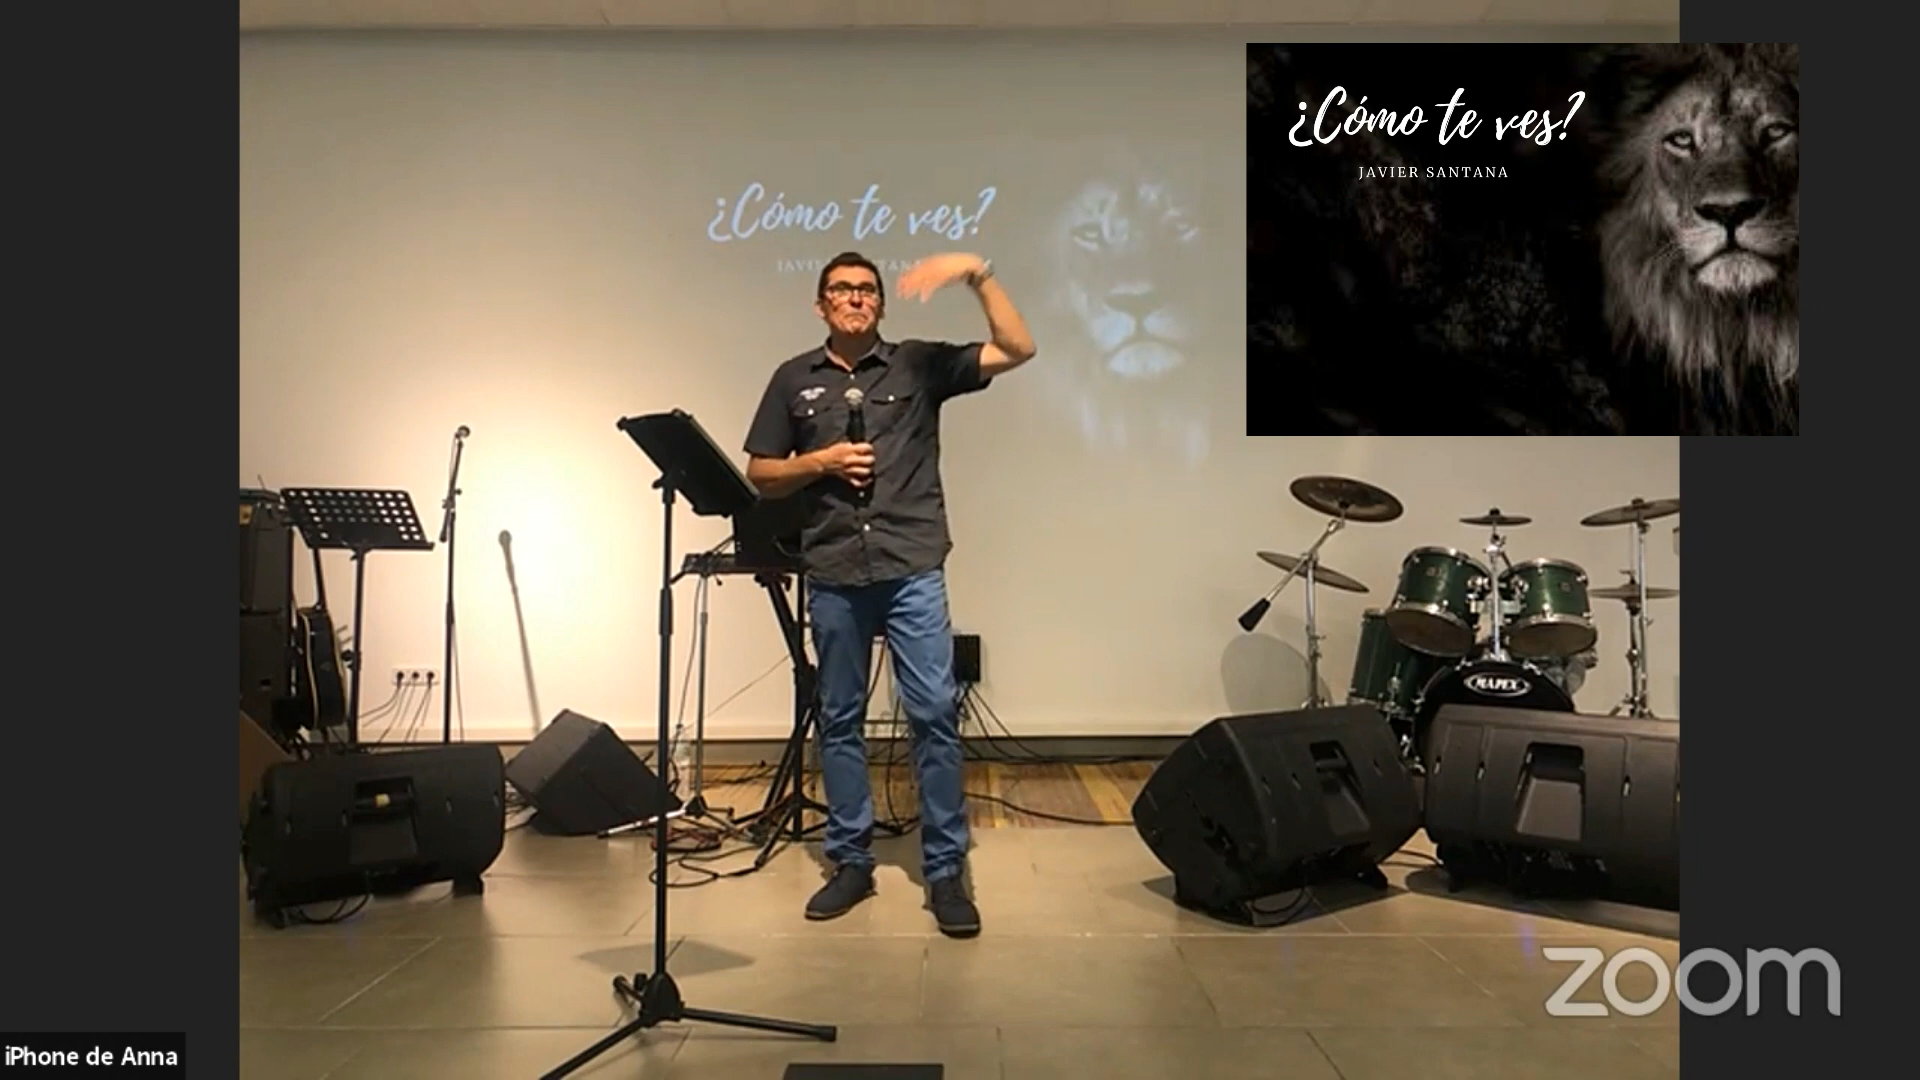 ¿Cómo te ves?
JAVIER SANTANA
¿Cómo te ves?
MAPEX
zoom
iPhone de Anna